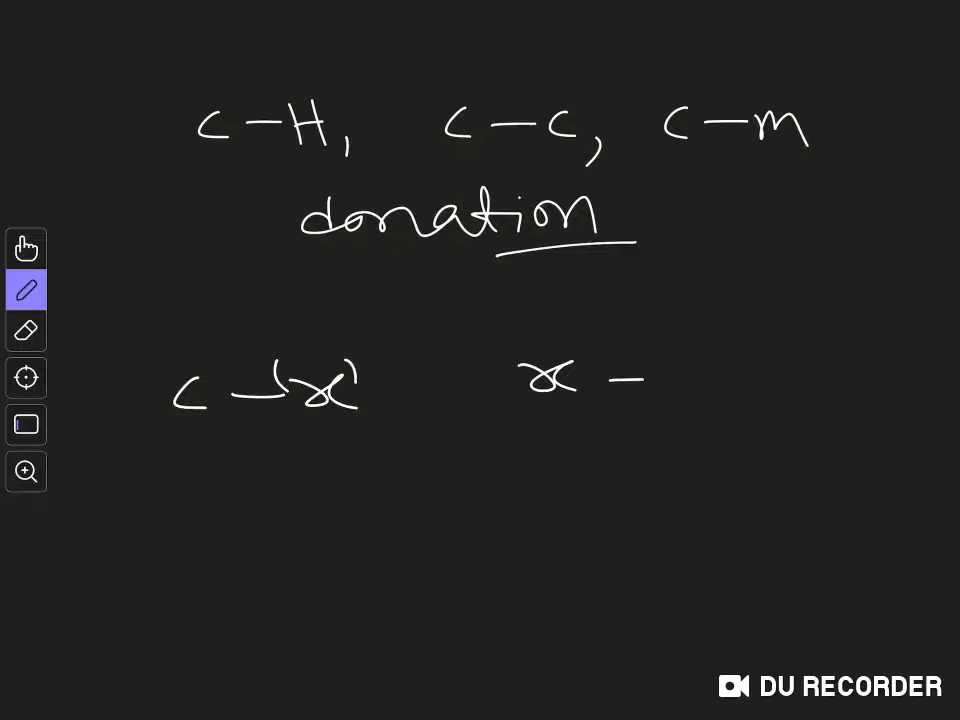 C – H, C – C, C – m
donation
C – 'x' x –
DU RECORDER